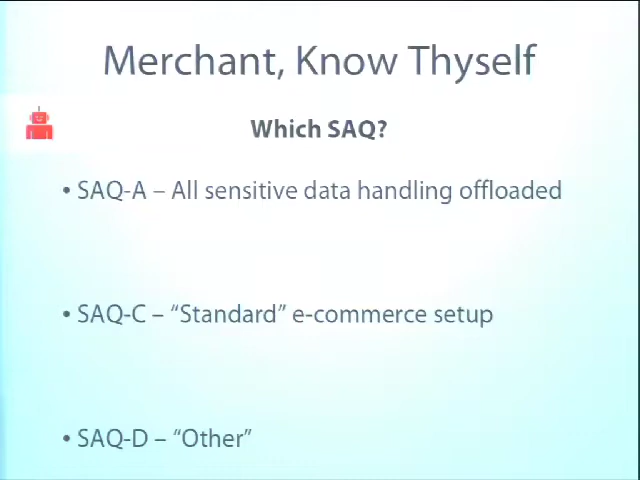 Merchant, Know Thyself
Which SAQ?
• SAQ-A – All sensitive data handling offloaded
• SAQ-C – “Standard” e-commerce setup
• SAQ-D – “Other”